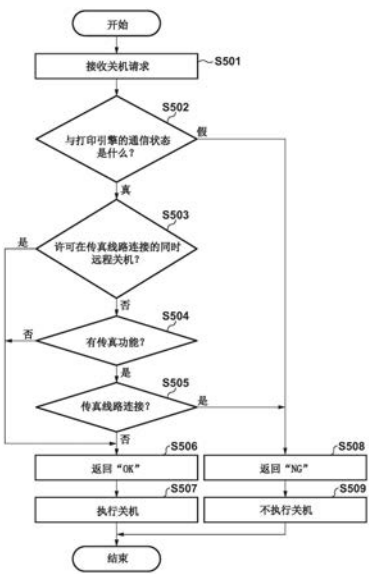 开始
接收关机请求
S501
S502
与打印引擎的通信状态
是什么？
假
真
S503
许可在传真线路连接的同时
远程关机？
是
否
S504
有传真功能？
否
是
S505
传真线路连接？
是
否
S506
返回“OK”
S508
返回“NG”
S507
执行关机
S509
不执行关机
结束